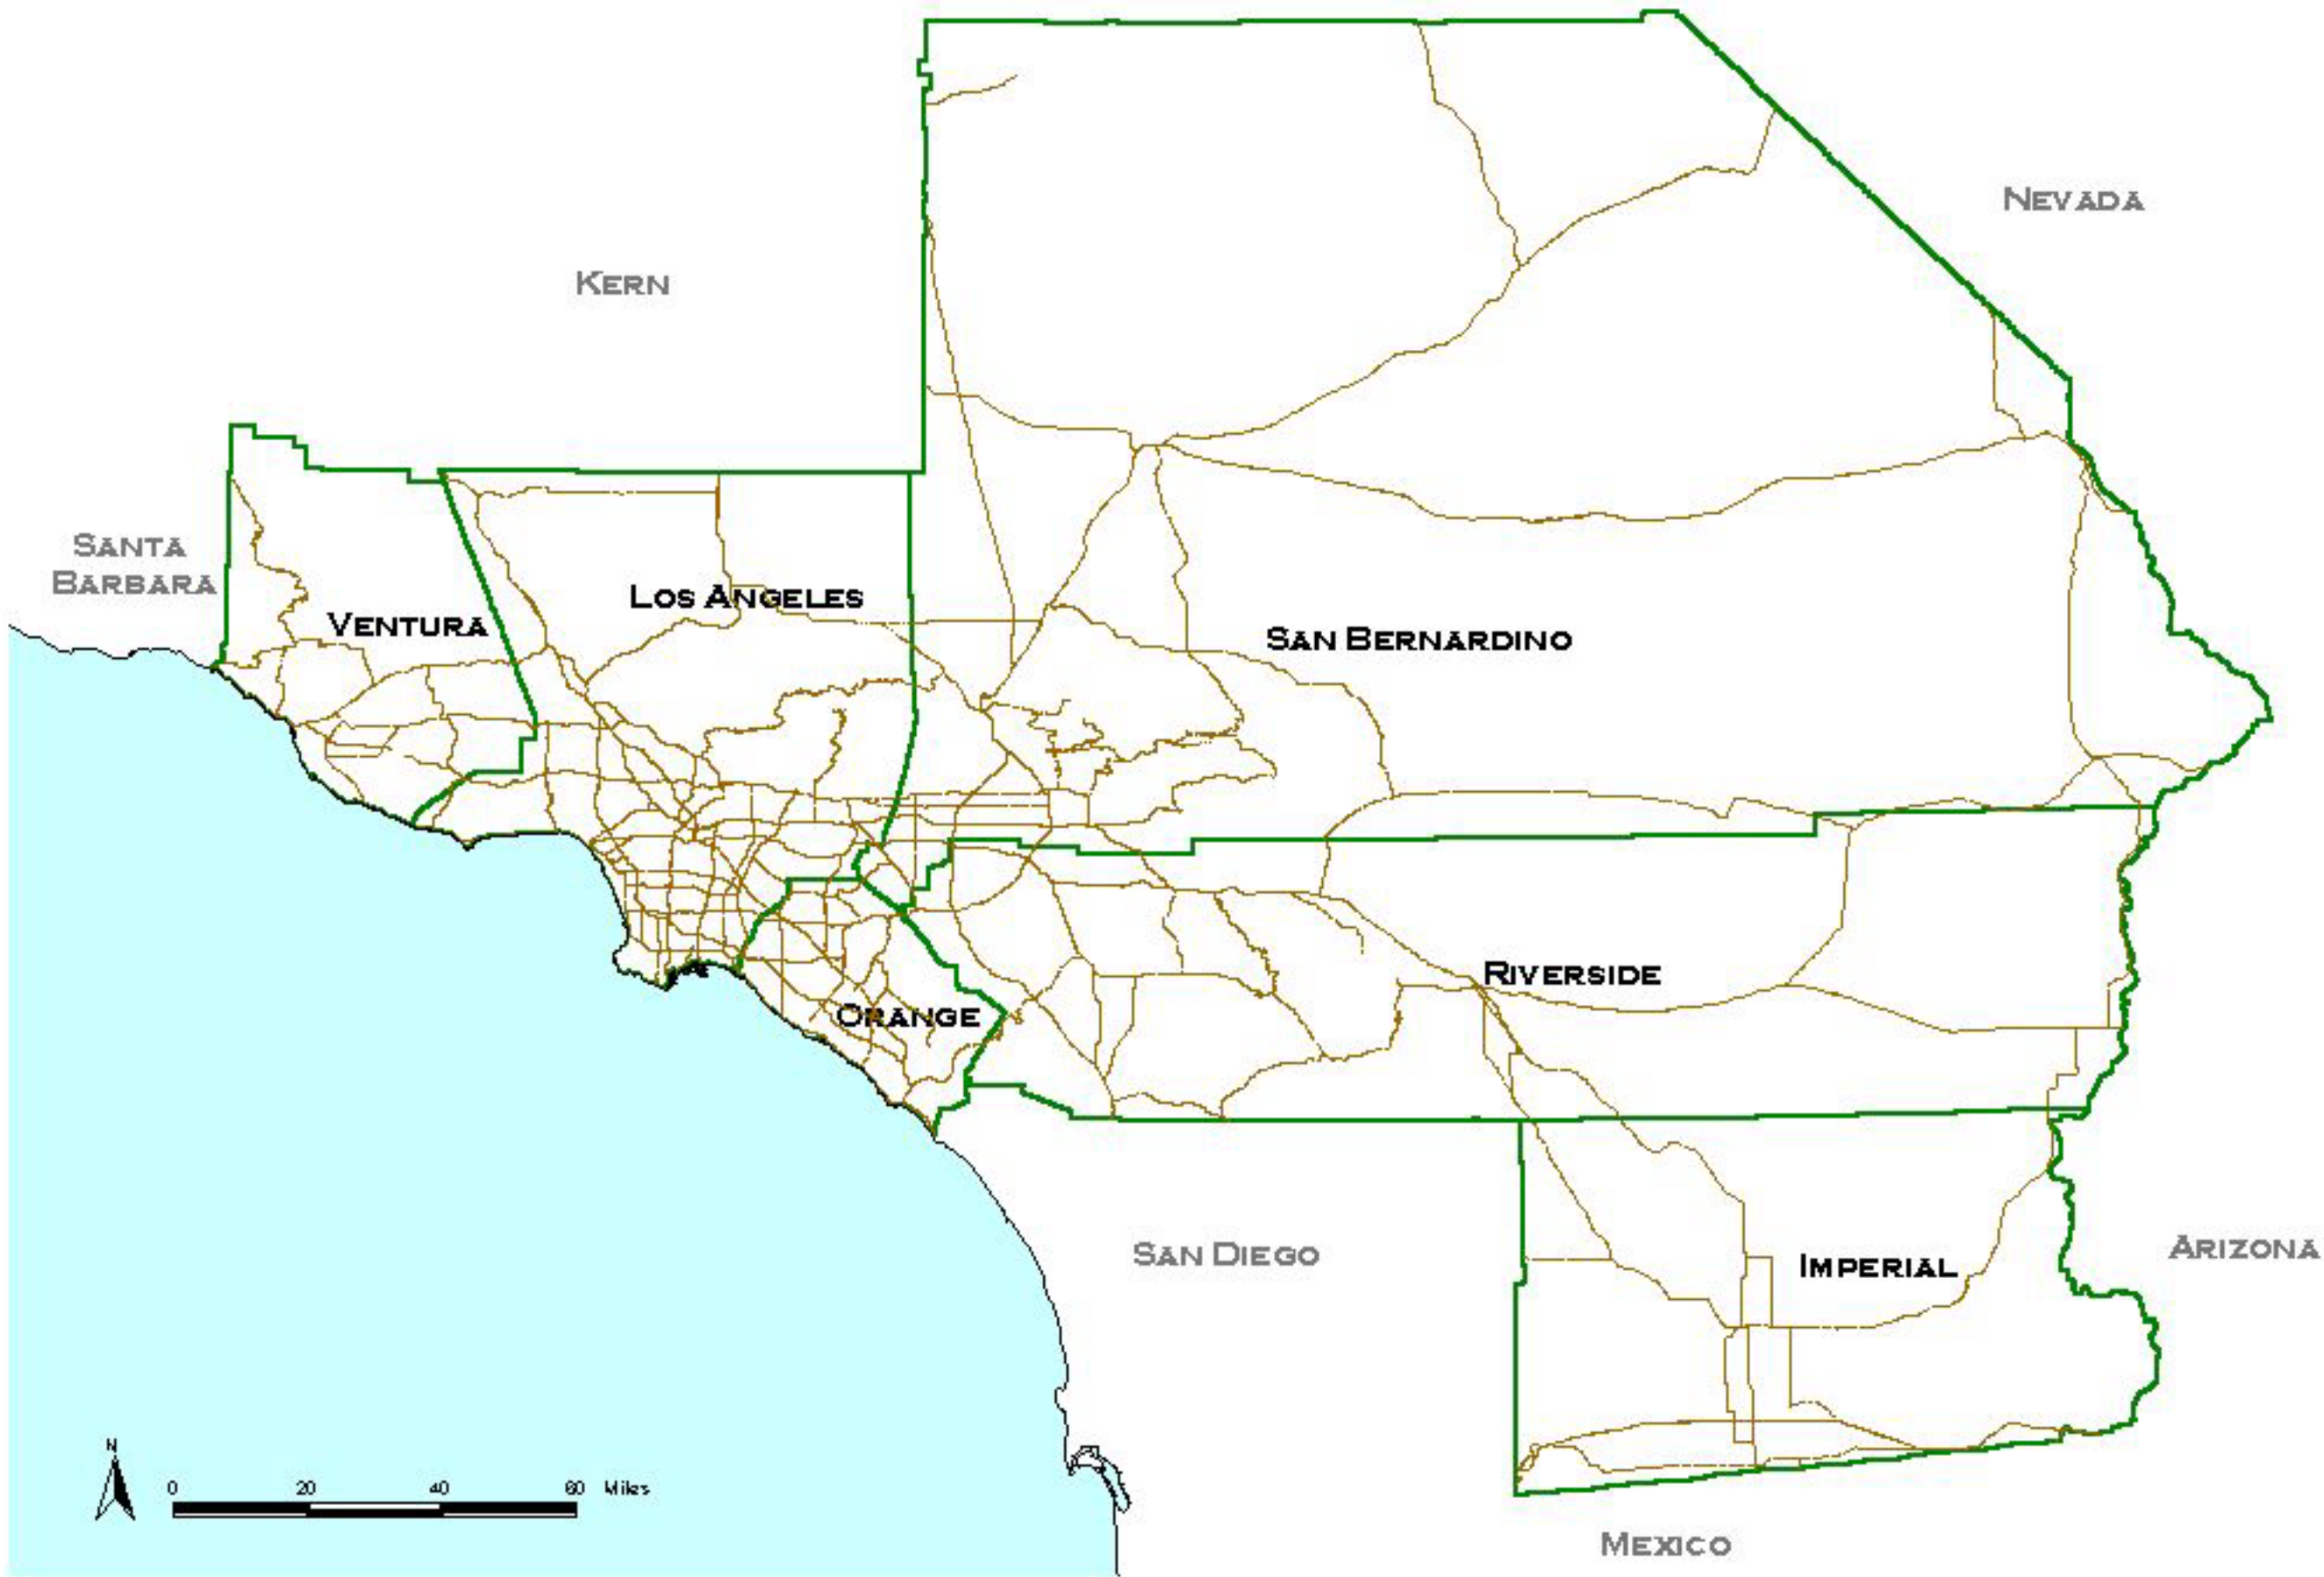 NEVADA
KERN
SANTA
BARBARA
LOS ANGELES
VENTURA
SAN BERNARDINO
RIVERSIDE
ORANGE
SAN DIEGO
IMPERIAL
ARIZONA
N
0 20 40 60 Miles
MEXICO